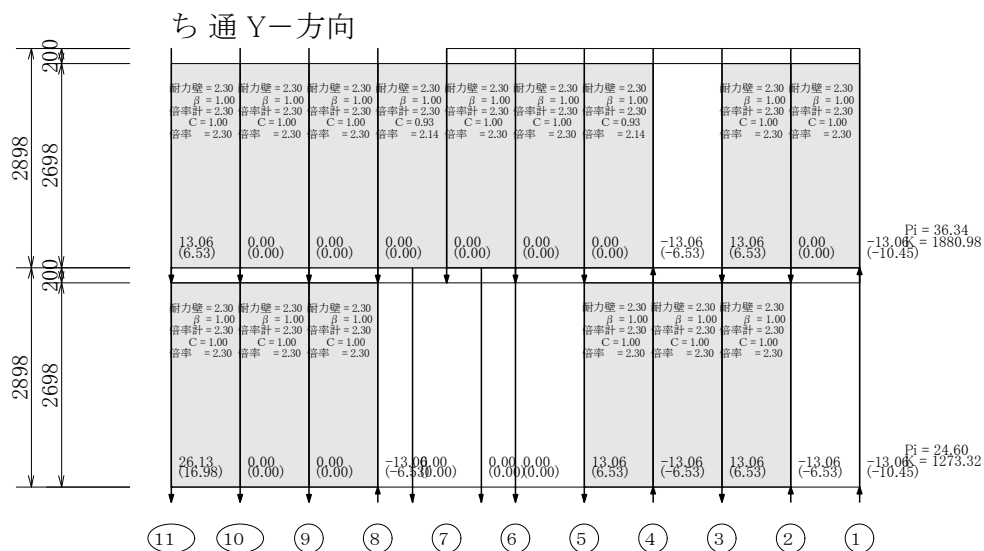 ち 通 Y－方向
200
2898
2698
耐力壁 = 2.30 耐力壁 = 2.30 耐力壁 = 2.30 耐力壁 = 2.30 耐力壁 = 2.30 耐力壁 = 2.30 耐力壁 = 2.30 耐力壁 = 2.30 耐力壁 = 2.30
β = 1.00 β = 1.00 β = 1.00 β = 1.00 β = 1.00 β = 1.00 β = 1.00 β = 1.00 β = 1.00
倍率計 = 2.30 倍率計 = 2.30 倍率計 = 2.30 倍率計 = 2.30 倍率計 = 2.30 倍率計 = 2.30 倍率計 = 2.30 倍率計 = 2.30 倍率計 = 2.30
C = 1.00 C = 1.00 C = 1.00 C = 0.93 C = 1.00 C = 1.00 C = 0.93 C = 1.00 C = 1.00
倍率 = 2.30 倍率 = 2.30 倍率 = 2.30 倍率 = 2.14 倍率 = 2.30 倍率 = 2.30 倍率 = 2.14 倍率 = 2.30 倍率 = 2.30
13.06 0.00 0.00 0.00 0.00 0.00 0.00 -13.06 13.06 0.00 -13.06
(6.53) (0.00) (0.00) (0.00) (0.00) (0.00) (0.00) (-6.53) (6.53) (0.00) (-10.45)
Pi = 36.34
K = 1880.98
200
2898
2698
耐力壁 = 2.30 耐力壁 = 2.30 耐力壁 = 2.30 耐力壁 = 2.30 耐力壁 = 2.30 耐力壁 = 2.30
β = 1.00 β = 1.00 β = 1.00 β = 1.00 β = 1.00 β = 1.00
倍率計 = 2.30 倍率計 = 2.30 倍率計 = 2.30 倍率計 = 2.30 倍率計 = 2.30 倍率計 = 2.30
C = 1.00 C = 1.00 C = 1.00 C = 1.00 C = 1.00 C = 1.00
倍率 = 2.30 倍率 = 2.30 倍率 = 2.30 倍率 = 2.30 倍率 = 2.30 倍率 = 2.30
26.13 0.00 0.00 -13.06 0.00 0.00 0.00 13.06 -13.06 13.06 -13.06 -13.06
(16.98) (0.00) (0.00) (-6.53) (0.00) (0.00) (0.00) (6.53) (-6.53) (6.53) (-6.53) (-10.45)
Pi = 24.60
K = 1273.32
11 10 9 8 7 6 5 4 3 2 1